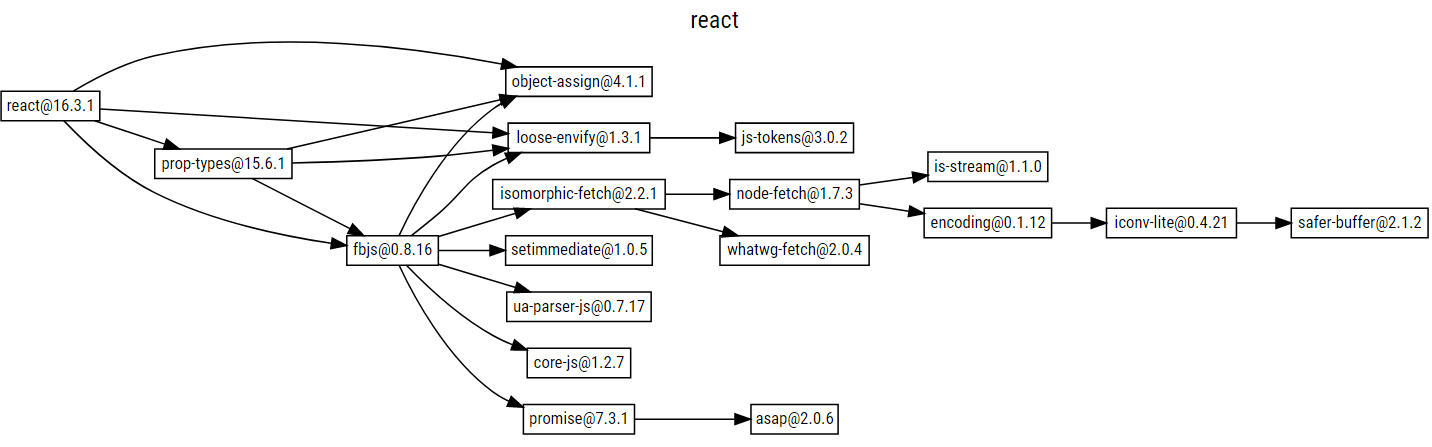 react
object-assign@4.1.1
react@16.3.1
loose-envify@1.3.1
js-tokens@3.0.2
prop-types@15.6.1
is-stream@1.1.0
isomorphic-fetch@2.2.1
node-fetch@1.7.3
encoding@0.1.12
iconv-lite@0.4.21
safer-buffer@2.1.2
fbjs@0.8.16
setimmediate@1.0.5
whatwg-fetch@2.0.4
ua-parser-js@0.7.17
core-js@1.2.7
promise@7.3.1
asap@2.0.6